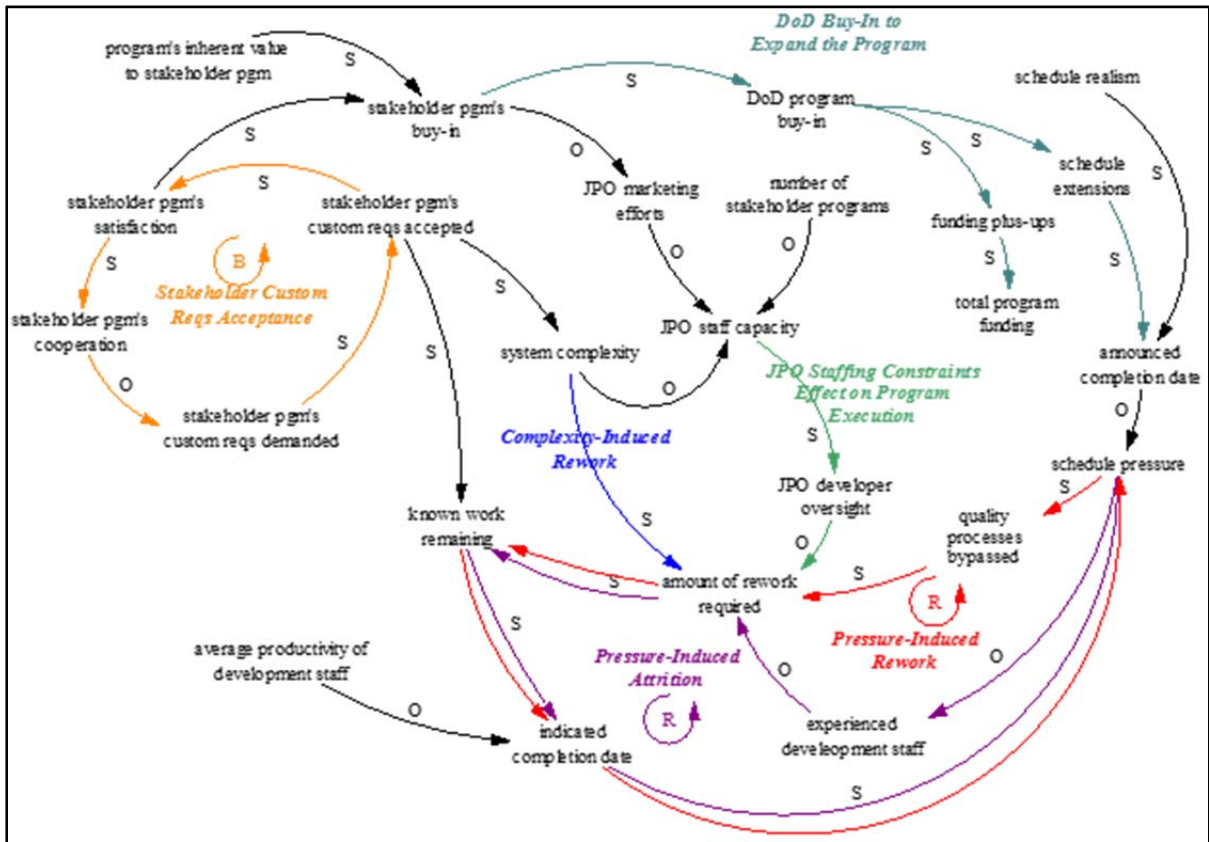 program's inherent value
to stakeholder pgm
S
DoD Buy-In to
Expand the Program
schedule realism
stakeholder pgm's
buy-in
S
DoD program
buy-in
S
O
S
S
S
schedule
extensions
S
stakeholder pgm's
satisfaction
stakeholder pgm's
custom reqs accepted
JPO marketing
efforts
number of
stakeholder programs
funding plus-ups
S
B
Stakeholder Custom
Reqs Acceptance
S
O
O
S
S
total program
funding
stakeholder pgm's
cooperation
S
S
system complexity
JPO staff capacity
announced
completion date
O
O
JPO Staffing Constraints
Effect on Program
Execution
O
stakeholder pgm's
custom reqs demanded
Complexity-Induced
Rework
S
schedule pressure
S
known work
remaining
S
JPO developer
oversight
O
quality
processes
bypassed
S
amount of rework
required
S
R
Pressure-Induced
Rework
S
average productivity of
development staff
Pressure-Induced
Attrition
O
O
O
R
indicated
completion date
experienced
develeopment staff
S